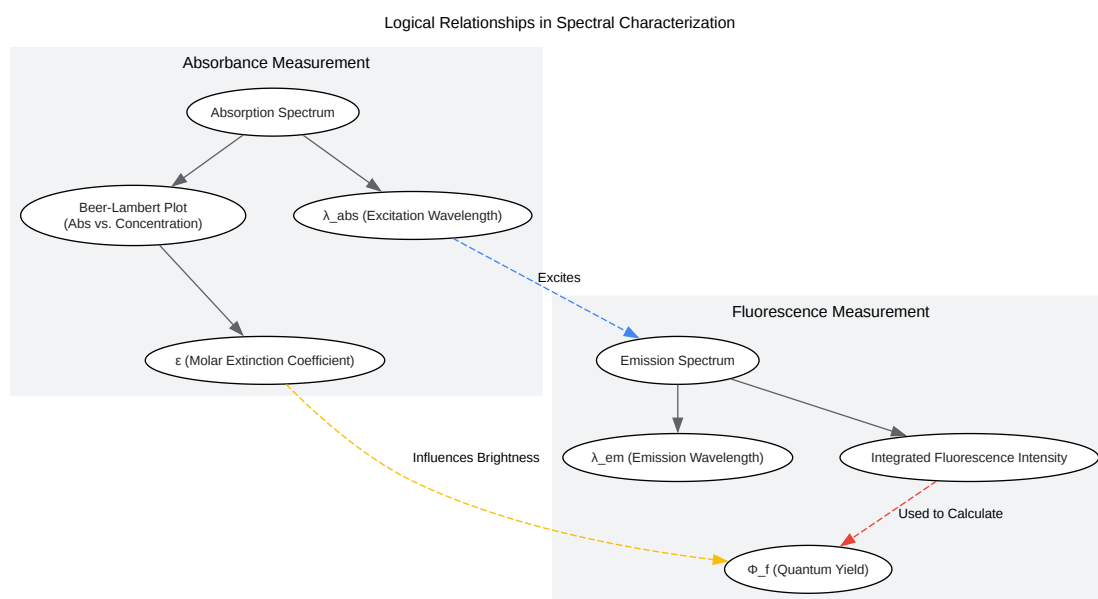 Logical Relationships in Spectral Characterization
Absorbance Measurement
Absorption Spectrum
Beer-Lambert Plot
(Abs vs. Concentration)
λ_abs (Excitation Wavelength)
Excites
ε (Molar Extinction Coefficient)
Influences Brightness
Fluorescence Measurement
Emission Spectrum
λ_em (Emission Wavelength)
Integrated Fluorescence Intensity
Used to Calculate
Φ_f (Quantum Yield)